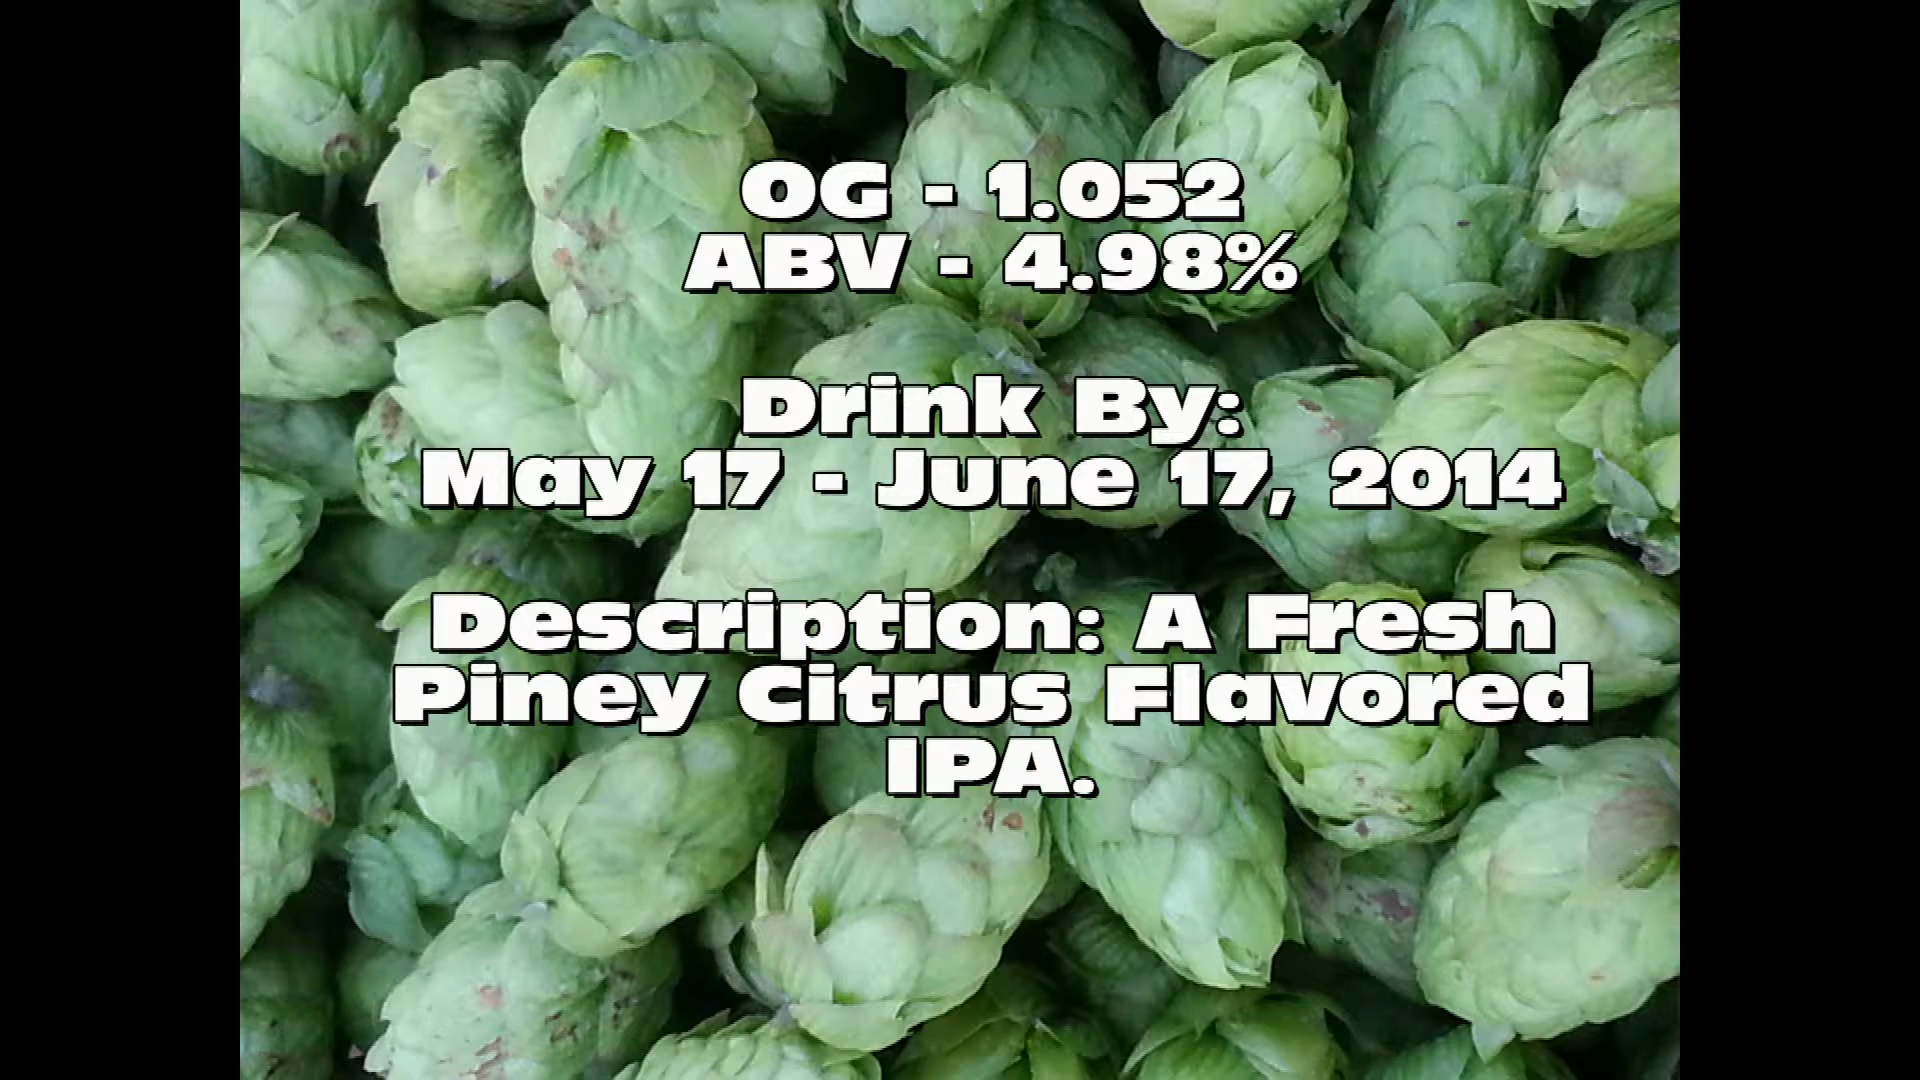 OG - 1.052
ABV - 4.98%
Drink By:
May 17 - June 17, 2014
Description: A Fresh
Piney Citrus Flavored
IPA.